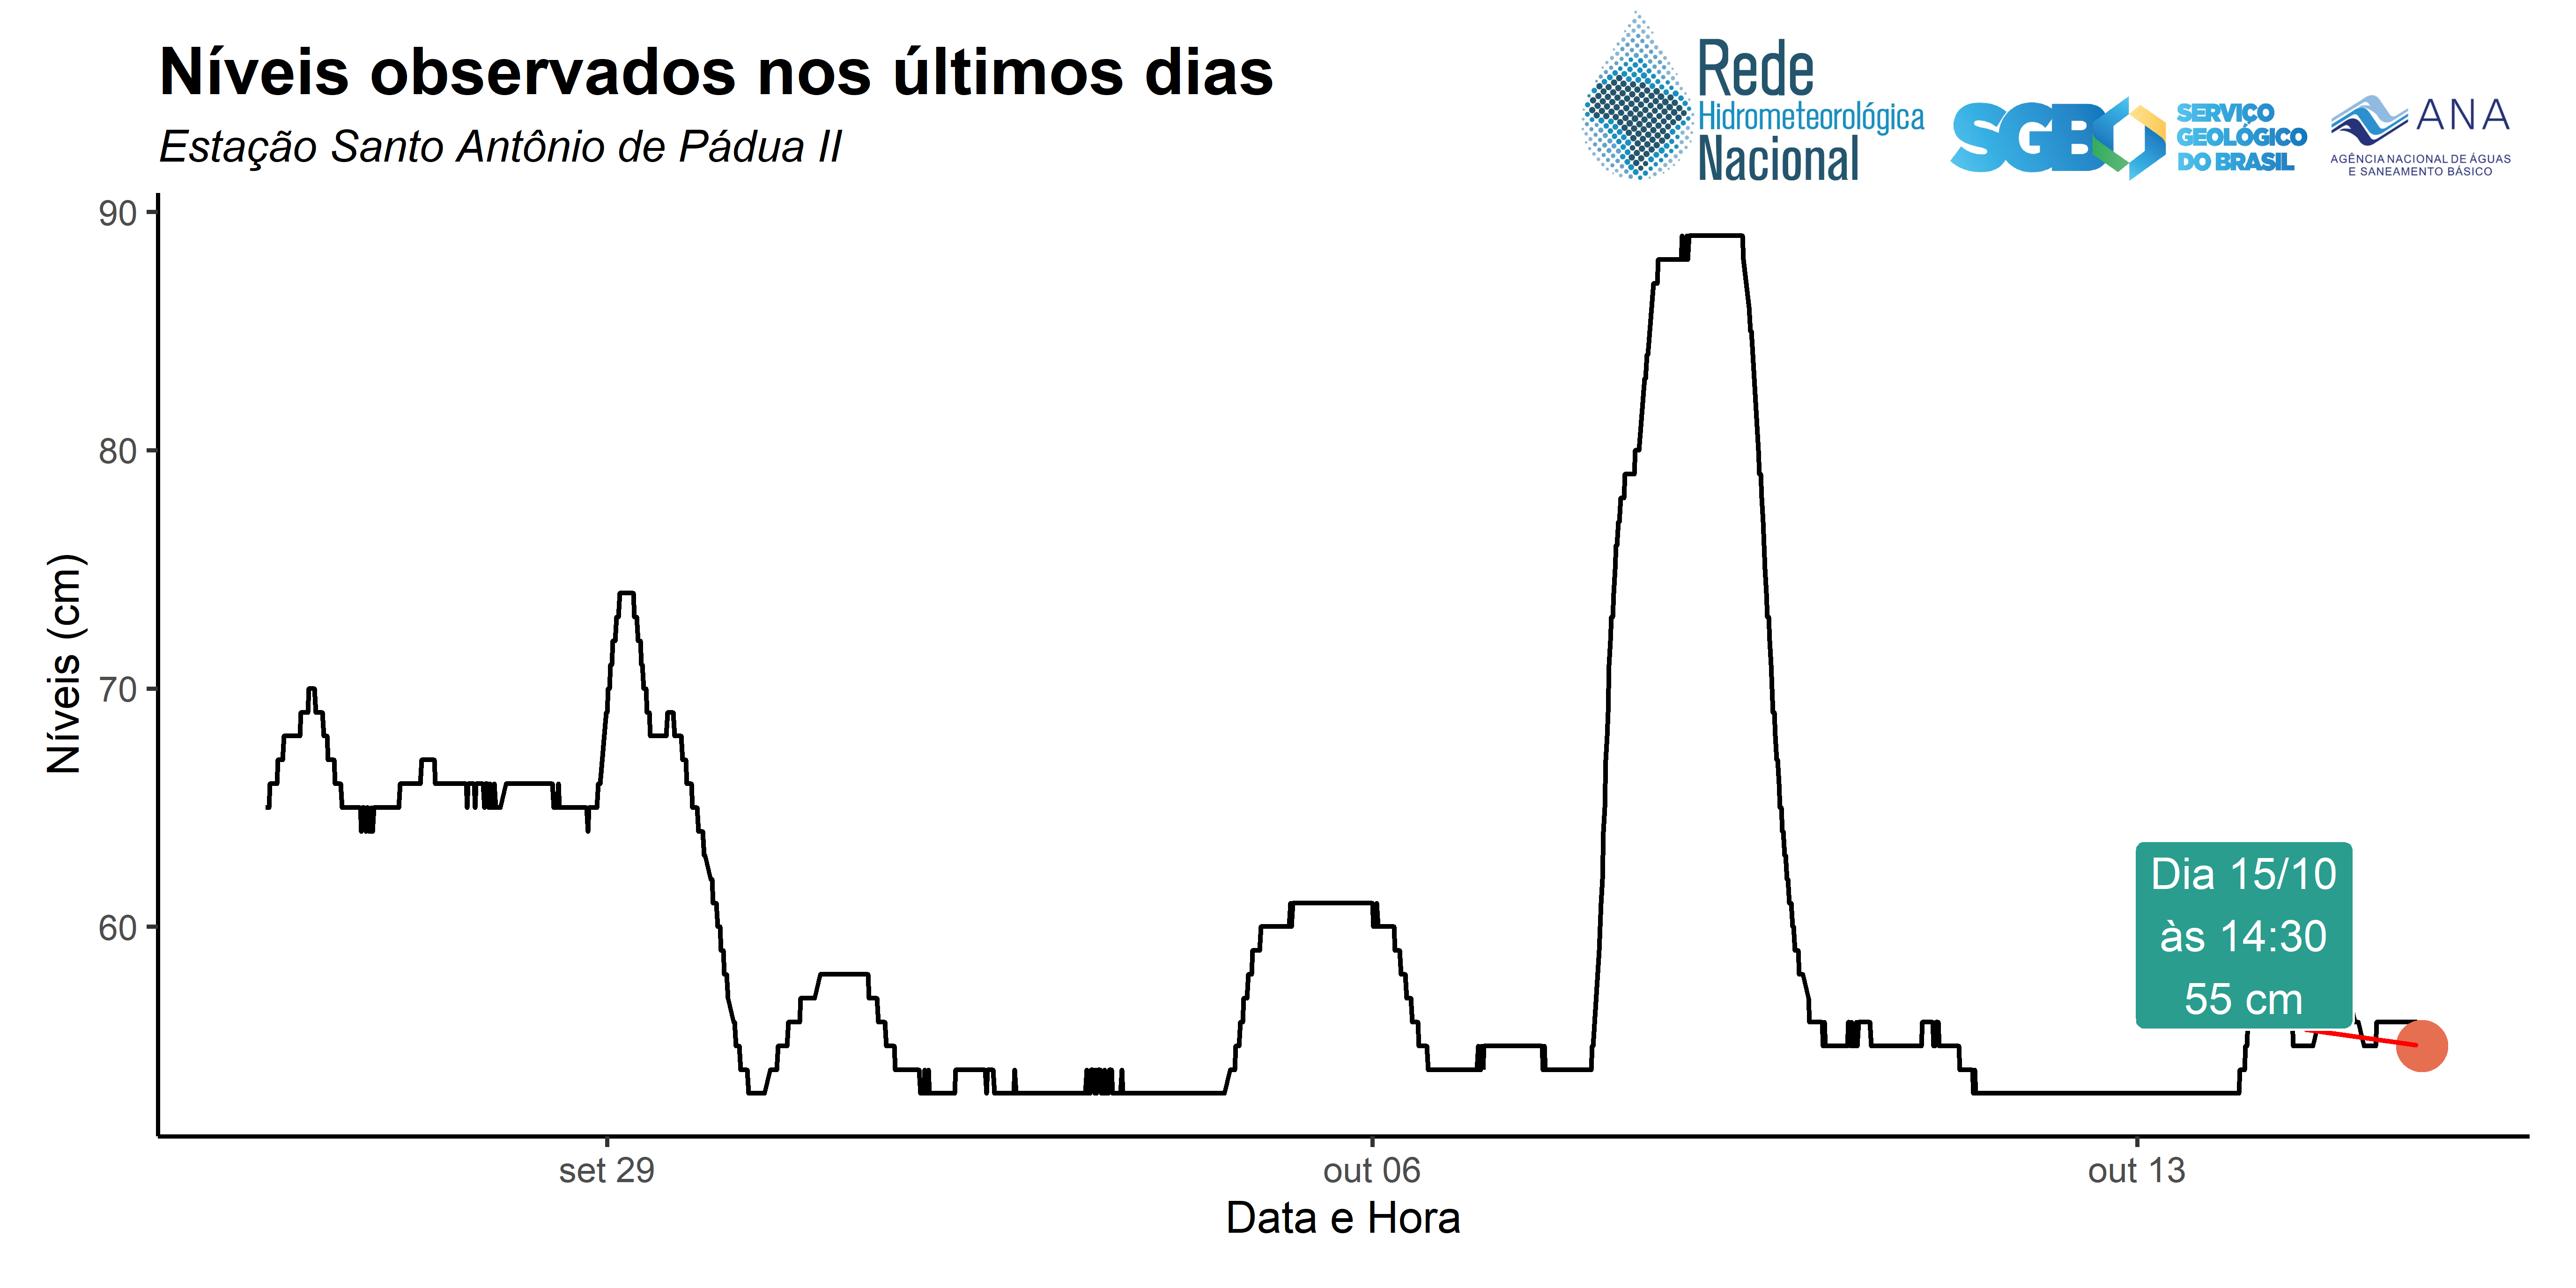 Níveis observados nos últimos dias
Estação Santo Antônio de Pádua II
Rede
Hidrometeorológica
Nacional
SGB
SERVIÇO
GEOLÓGICO
DO BRASIL
ANA
AGÊNCIA NACIONAL DE ÁGUAS
E SANEAMENTO BÁSICO
Níveis (cm)
90
80
70
60
Dia 15/10
às 14:30
55 cm
set 29
out 06
out 13
Data e Hora